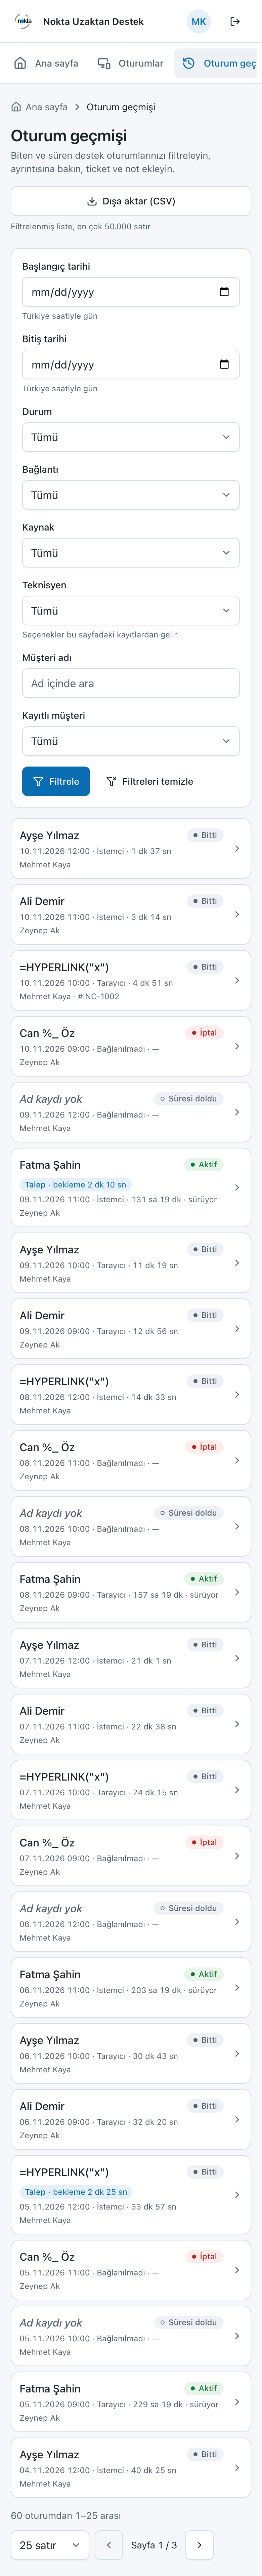 nokta
Nokta Uzaktan Destek
MK
Ana sayfa
Oturumlar
Oturum geç
Ana sayfa
Oturum geçmişi
Oturum geçmişi
Biten ve süren destek oturumlarınızı filtreleyin,
ayrıntısına bakın, ticket ve not ekleyin.
Dışa aktar (CSV)
Filtrelenmiş liste, en çok 50.000 satır
Başlangıç tarihi
mm/dd/yyyy
Türkiye saatiyle gün
Bitiş tarihi
mm/dd/yyyy
Türkiye saatiyle gün
Durum
Tümü
Bağlantı
Tümü
Kaynak
Tümü
Teknisyen
Tümü
Seçenekler bu sayfadaki kayıtlardan gelir
Müşteri adı
Ad içinde ara
Kayıtlı müşteri
Tümü
Filtrele
Filtreleri temizle
Ayşe Yılmaz
Bitti
10.11.2026 12:00 · İstemci · 1 dk 37 sn
Mehmet Kaya
Ali Demir
Bitti
10.11.2026 11:00 · İstemci · 3 dk 14 sn
Zeynep Ak
=HYPERLINK("x")
Bitti
10.11.2026 10:00 · Tarayıcı · 4 dk 51 sn
Mehmet Kaya · #INC-1002
Can %_ Öz
İptal
10.11.2026 09:00 · Bağlanılmadı · —
Zeynep Ak
Ad kaydı yok
Süresi doldu
09.11.2026 12:00 · Bağlanılmadı · —
Mehmet Kaya
Fatma Şahin
Aktif
Talep · bekleme 2 dk 10 sn
09.11.2026 11:00 · İstemci · 131 sa 19 dk · sürüyor
Zeynep Ak
Ayşe Yılmaz
Bitti
09.11.2026 10:00 · Tarayıcı · 11 dk 19 sn
Mehmet Kaya
Ali Demir
Bitti
09.11.2026 09:00 · Tarayıcı · 12 dk 56 sn
Zeynep Ak
=HYPERLINK("x")
Bitti
08.11.2026 12:00 · İstemci · 14 dk 33 sn
Mehmet Kaya
Can %_ Öz
İptal
08.11.2026 11:00 · Bağlanılmadı · —
Zeynep Ak
Ad kaydı yok
Süresi doldu
08.11.2026 10:00 · Bağlanılmadı · —
Mehmet Kaya
Fatma Şahin
Aktif
08.11.2026 09:00 · Tarayıcı · 157 sa 19 dk · sürüyor
Zeynep Ak
Ayşe Yılmaz
Bitti
07.11.2026 12:00 · İstemci · 21 dk 1 sn
Mehmet Kaya
Ali Demir
Bitti
07.11.2026 11:00 · İstemci · 22 dk 38 sn
Zeynep Ak
=HYPERLINK("x")
Bitti
07.11.2026 10:00 · Tarayıcı · 24 dk 15 sn
Mehmet Kaya
Can %_ Öz
İptal
07.11.2026 09:00 · Bağlanılmadı · —
Zeynep Ak
Ad kaydı yok
Süresi doldu
06.11.2026 12:00 · Bağlanılmadı · —
Mehmet Kaya
Fatma Şahin
Aktif
06.11.2026 11:00 · İstemci · 203 sa 19 dk · sürüyor
Zeynep Ak
Ayşe Yılmaz
Bitti
06.11.2026 10:00 · Tarayıcı · 30 dk 43 sn
Mehmet Kaya
Ali Demir
Bitti
06.11.2026 09:00 · Tarayıcı · 32 dk 20 sn
Zeynep Ak
=HYPERLINK("x")
Bitti
Talep · bekleme 2 dk 25 sn
05.11.2026 12:00 · İstemci · 33 dk 57 sn
Mehmet Kaya
Can %_ Öz
İptal
05.11.2026 11:00 · Bağlanılmadı · —
Zeynep Ak
Ad kaydı yok
Süresi doldu
05.11.2026 10:00 · Bağlanılmadı · —
Mehmet Kaya
Fatma Şahin
Aktif
05.11.2026 09:00 · Tarayıcı · 229 sa 19 dk · sürüyor
Zeynep Ak
Ayşe Yılmaz
Bitti
04.11.2026 12:00 · İstemci · 40 dk 25 sn
Mehmet Kaya
60 oturumdan 1–25 arası
25 satır
Sayfa 1 / 3